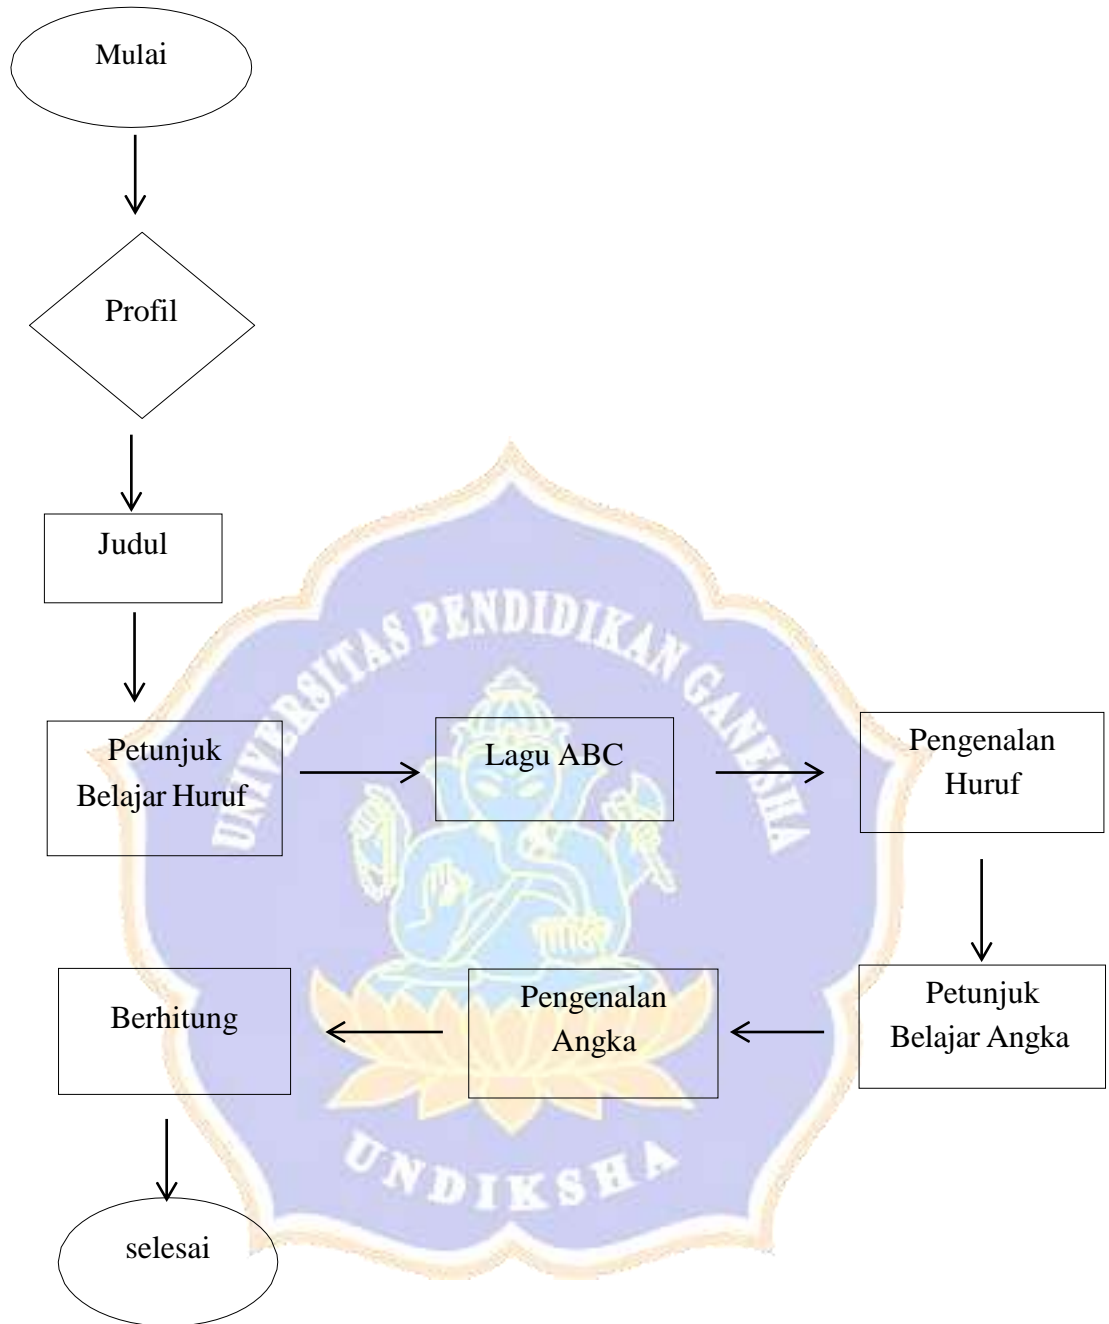 Mulai
Profil
Judul
Petunjuk
Belajar Huruf
Lagu ABC
Pengenalan
Huruf
Petunjuk
Belajar Angka
Pengenalan
Angka
Berhitung
selesai
UNIVERSITAS PENDIDIKAN GANESHA
UNDIKSHA